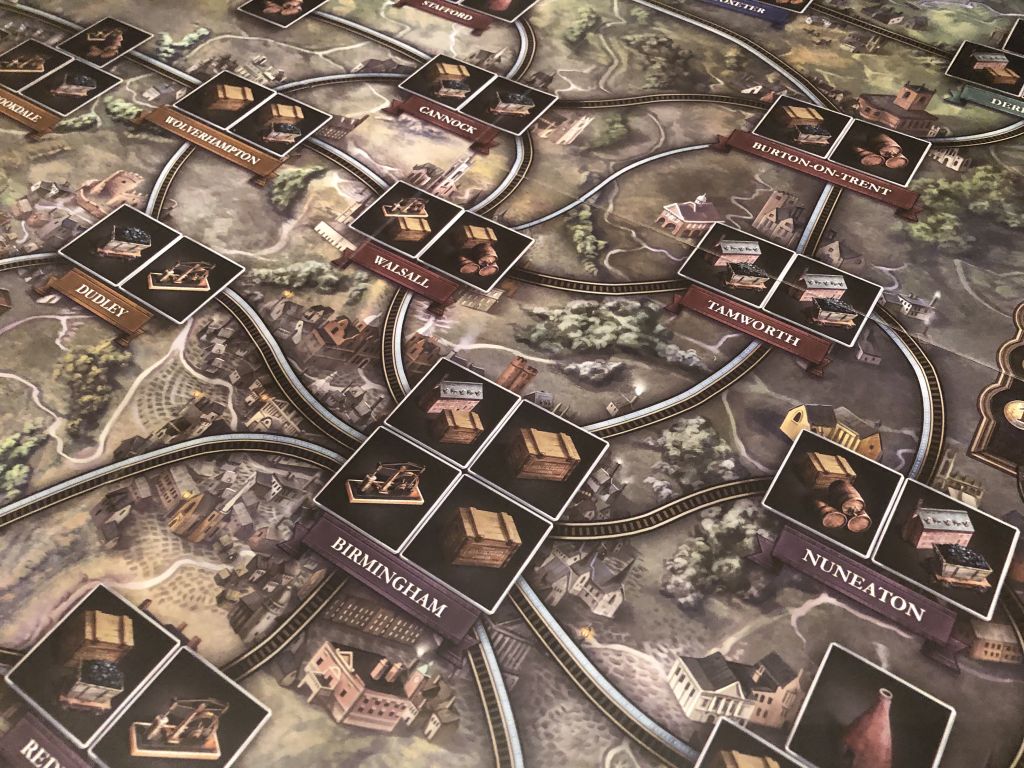 STAFFORD
WOLVERHAMPTON
CANNOCK
BURTON-ON-TRENT
DUDLEY
WALSALL
TAMWORTH
BIRMINGHAM
NUNEATON